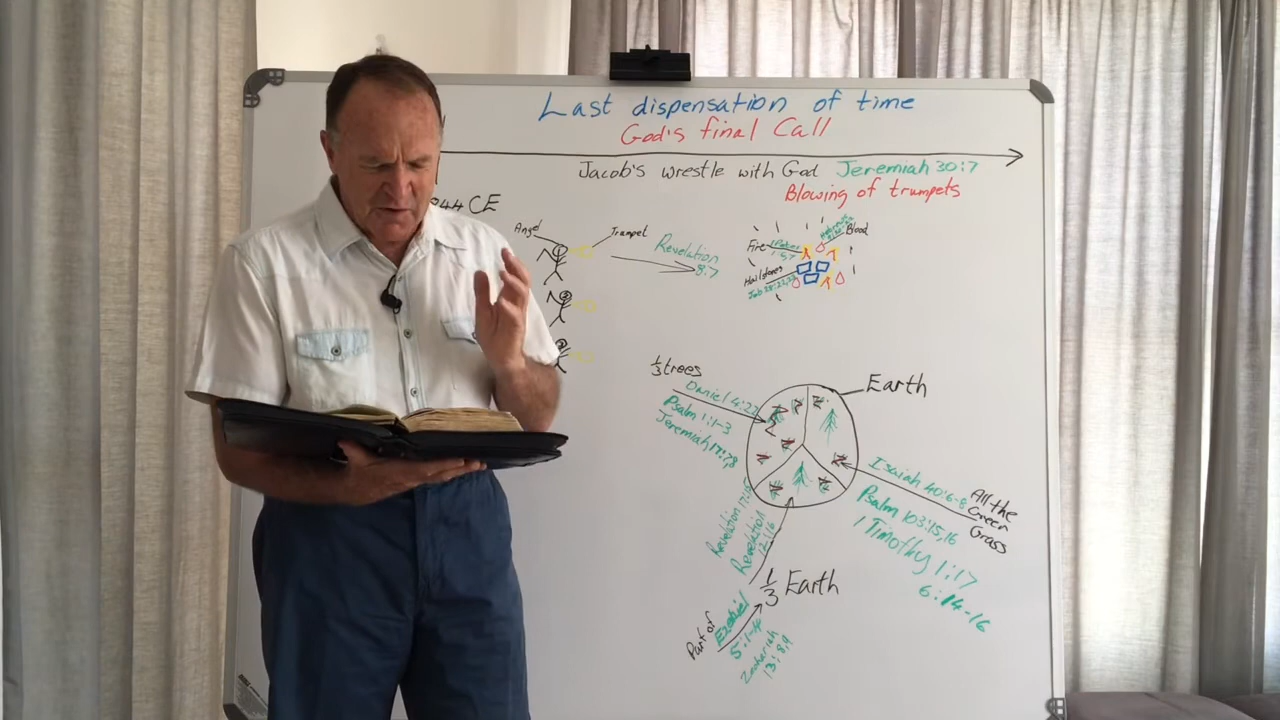 Last dispensation of time
God's final Call
Jacob's wrestle with God Jeremiah 30:7
Blowing of trumpets
844 CE
Angel
Trumpet
Revelation
8:7
Fire
Blood
Hailstones
Job 38:22,23
1/3 trees
Daniel 4:22
Psalm 1:1-3
Jeremiah 17:7,8
Earth
Isaiah 40:6-8
Psalm 103:15,16
1 Timothy 1:17
6:14-16
All the
Green
Grass
Revelation 17:15
Revelation
12:16
1/3 Earth
Part of
Ezekiel
5:1-4
Zechariah
13:8,9